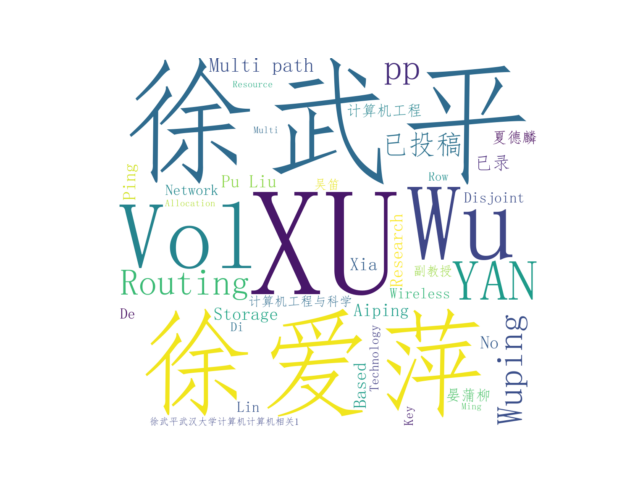 徐武平
Multi path
pp
Resource
计算机工程
Multi
已投稿
夏德麟
已录
Ping
Network
Pu Liu
吴笛
Row
Disjoint
Allocation
Vol
XU
Wu
Research
Xia
副教授
YAN
Routing
Wireless
计算机工程与科学
De
Storage
Aiping
Di
徐爱萍
Technology
No
Wuping
Based
晏蒲柳
Lin
Key
Ming
徐武平武汉大学计算机计算机相关1